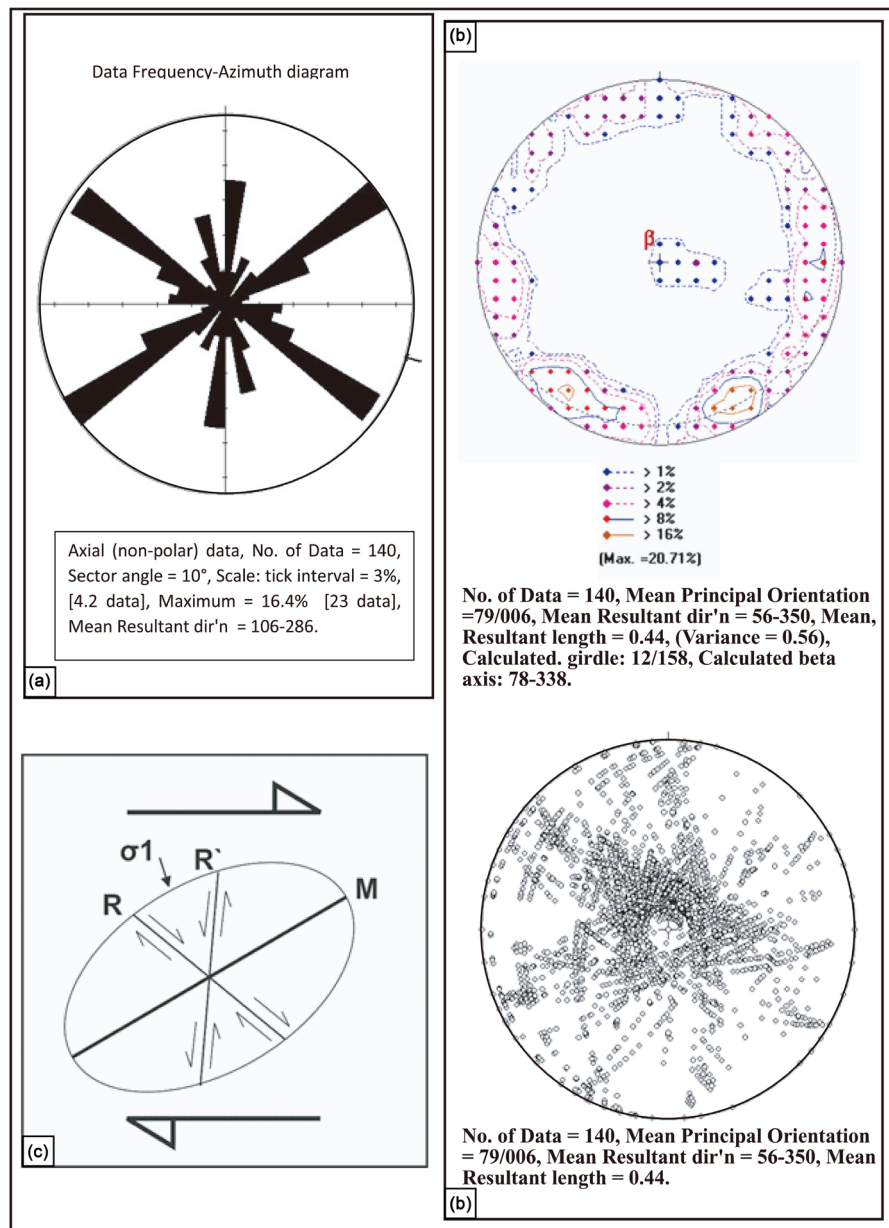 Data Frequency-Azimuth diagram
Axial (non-polar) data, No. of Data = 140,
Sector angle = 10°, Scale: tick interval = 3%,
[4.2 data], Maximum = 16.4% [23 data],
Mean Resultant dir'n = 106-286.
(a)
(b)
β
> 1%
> 2%
> 4%
> 8%
> 16%
(Max. =20.71%)
No. of Data = 140, Mean Principal Orientation
=79/006, Mean Resultant dir'n = 56-350, Mean,
Resultant length = 0.44, (Variance = 0.56),
Calculated. girdle: 12/158, Calculated beta
axis: 78-338.
σ1
R`
R
M
(c)
No. of Data = 140, Mean Principal Orientation
= 79/006, Mean Resultant dir'n = 56-350, Mean
Resultant length = 0.44.
(b)